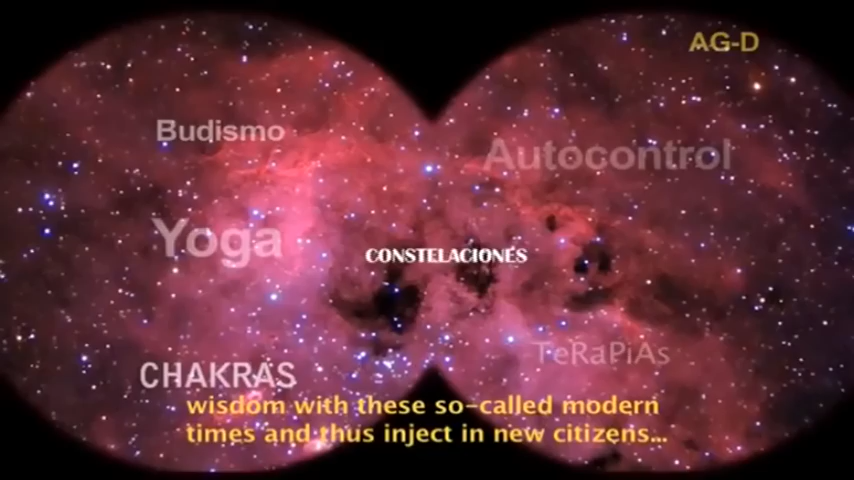 AG-D
Budismo
Autocontrol
Yoga
CONSTELACIONES
TeRaPiAs
CHAKRAS
wisdom with these so-called modern
times and thus inject in new citizens...